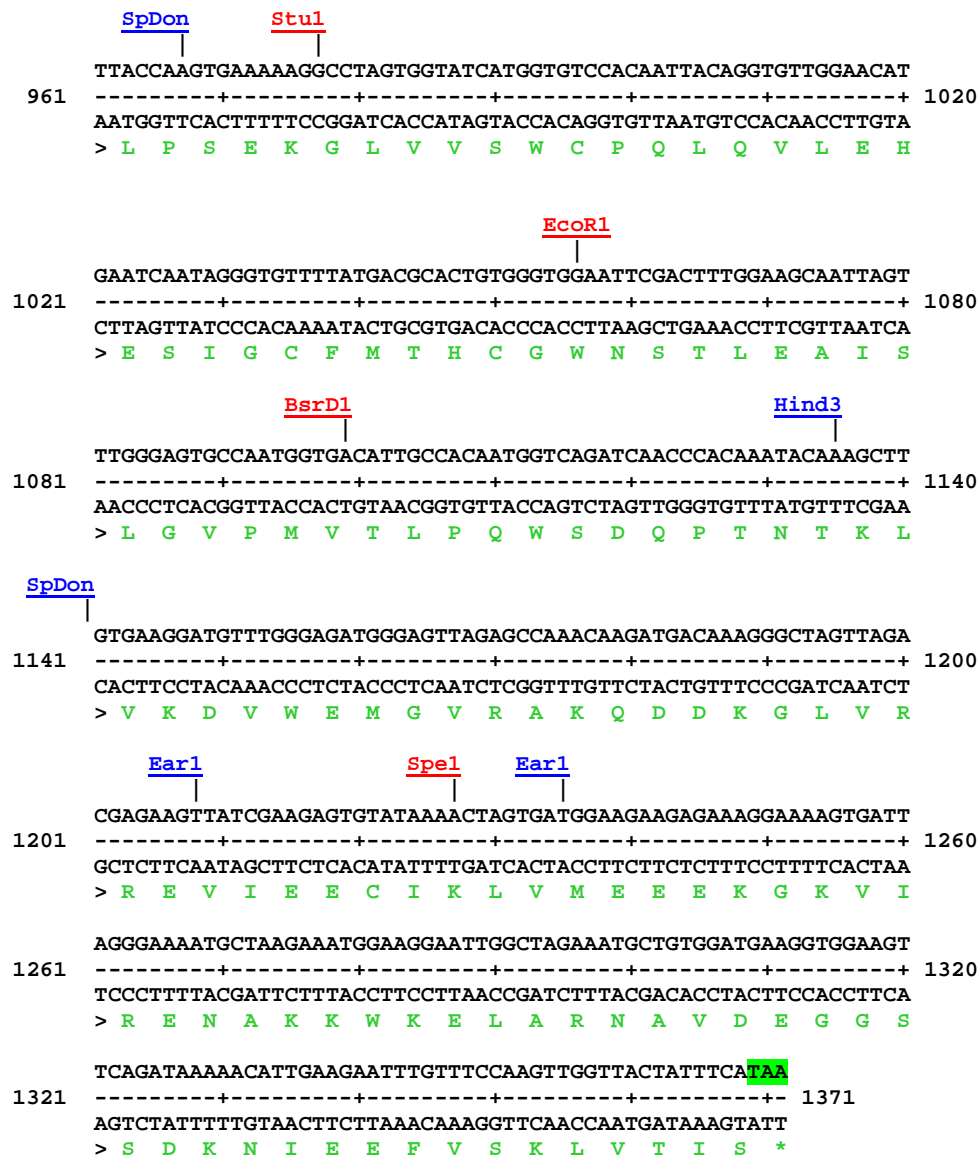 SpDon Stu1
| |
TTACCAAGTGAAAAAGGCCTAGTGGTATCATGGTGTCCACAATTACAGGTGTTGGAACAT
961 ---------+---------+---------+---------+---------+---------+ 1020
AATGGTTCACTTTTTCCGGATCACCATAGTACCACAGGTGTTAATGTCCACAACCTTGTA
> L P S E K G L V V S W C P Q L Q V L E H
EcoR1
|
GAATCAATAGGGTGTTTTATGACGCACTGTGGGTGGAATTCGACTTTGGAAGCAATTAGT
1021 ---------+---------+---------+---------+---------+---------+ 1080
CTTAGTTATCCCACAAAATACTGCGTGACACCCACCTTAAGCTGAAACCTTCGTTAATCA
> E S I G C F M T H C G W N S T L E A I S
BsrD1 Hind3
| |
TTGGGAGTGCCAATGGTGACATTGCCACAATGGTCAGATCAACCCACAAATACAAAGCTT
1081 ---------+---------+---------+---------+---------+---------+ 1140
AACCCTCACGGTTACCACTGTAACGGTGTTACCAGTCTAGTTGGGTGTTTATGTTTCGAA
> L G V P M V T L P Q W S D Q P T N T K L
SpDon
|
GTGAAGGATGTTTGGGAGATGGGAGTTAGAGCCAAACAAGATGACAAAGGGCTAGTTAGA
1141 ---------+---------+---------+---------+---------+---------+ 1200
CACTTCCTACAAACCCTCTACCCTCAATCTCGGTTTGTTCTACTGTTTCCCGATCAATCT
> V K D V W E M G V R A K Q D D K G L V R
Ear1 Spe1 Ear1
| | |
CGAGAAGTTATCGAAGAGTGTATAAAACTAGTGATGGAAGAAGAGAAAGGAAAAGTGATT
1201 ---------+---------+---------+---------+---------+---------+ 1260
GCTCTTCAATAGCTTCTCACATATTTTGATCACTACCTTCTTCTCTTTCCTTTTCACTAA
> R E V I E E C I K L V M E E E K G K V I
AGGGAAAATGCTAAGAAATGGAAGGAATTGGCTAGAAATGCTGTGGATGAAGGTGGAAGT
1261 ---------+---------+---------+---------+---------+---------+ 1320
TCCCTTTTACGATTCTTTACCTTCCTTAACCGATCTTTACGACACCTACTTCCACCTTCA
> R E N A K K W K E L A R N A V D E G G S
TCAGATAAAAACATTGAAGAATTTGTTTCCAAGTTGGTTACTATTTCATAA
1321 ---------+---------+---------+---------+---------+- 1371
AGTCTATTTTTGTAACTTCTTAAACAAAGGTTCAACCAATGATAAAGTATT
> S D K N I E E F V S K L V T I S *